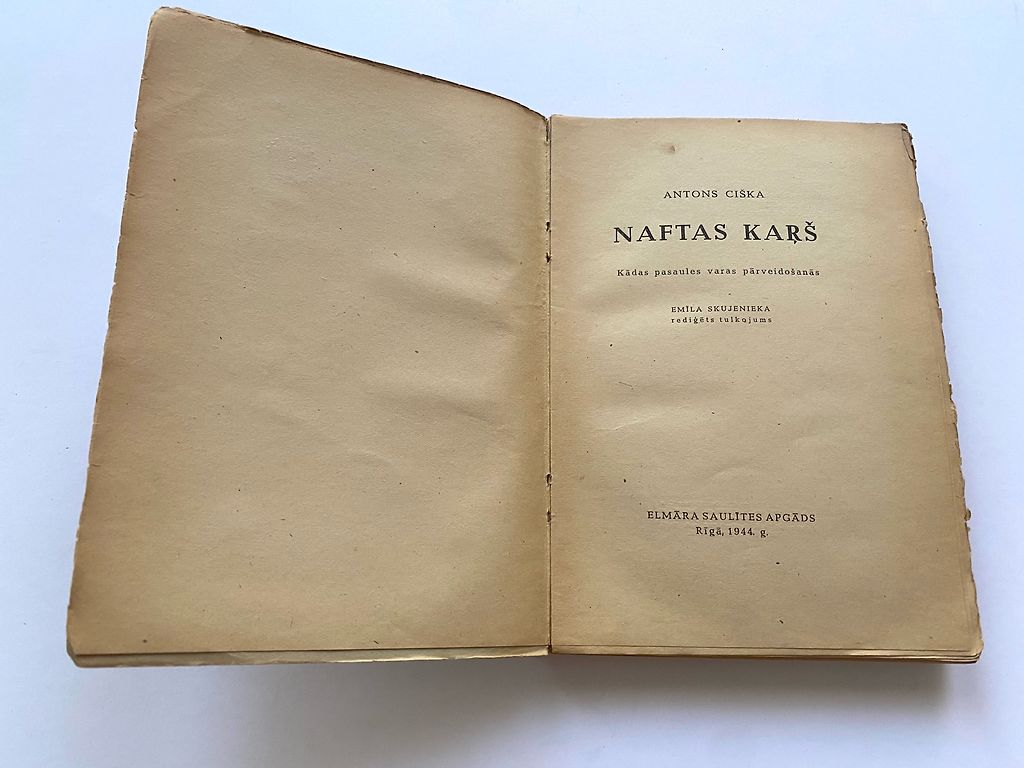 ANTONS CIŠKA
NAFTAS KAŖŠ
Kādas pasaules varas pārveidošanās
EMĪLA SKUJENIEKA
rediģēts tulkojums
ELMĀRA SAULĪTES APGĀDS
Rīgā, 1944. g.